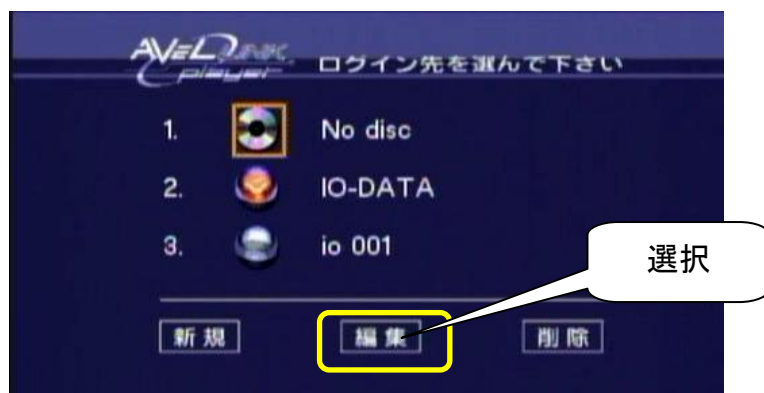 AVeL LINK
player
ログイン先を選んで下さい
1. No disc
2. IO-DATA
3. io 001
選択
新規 編集 削除